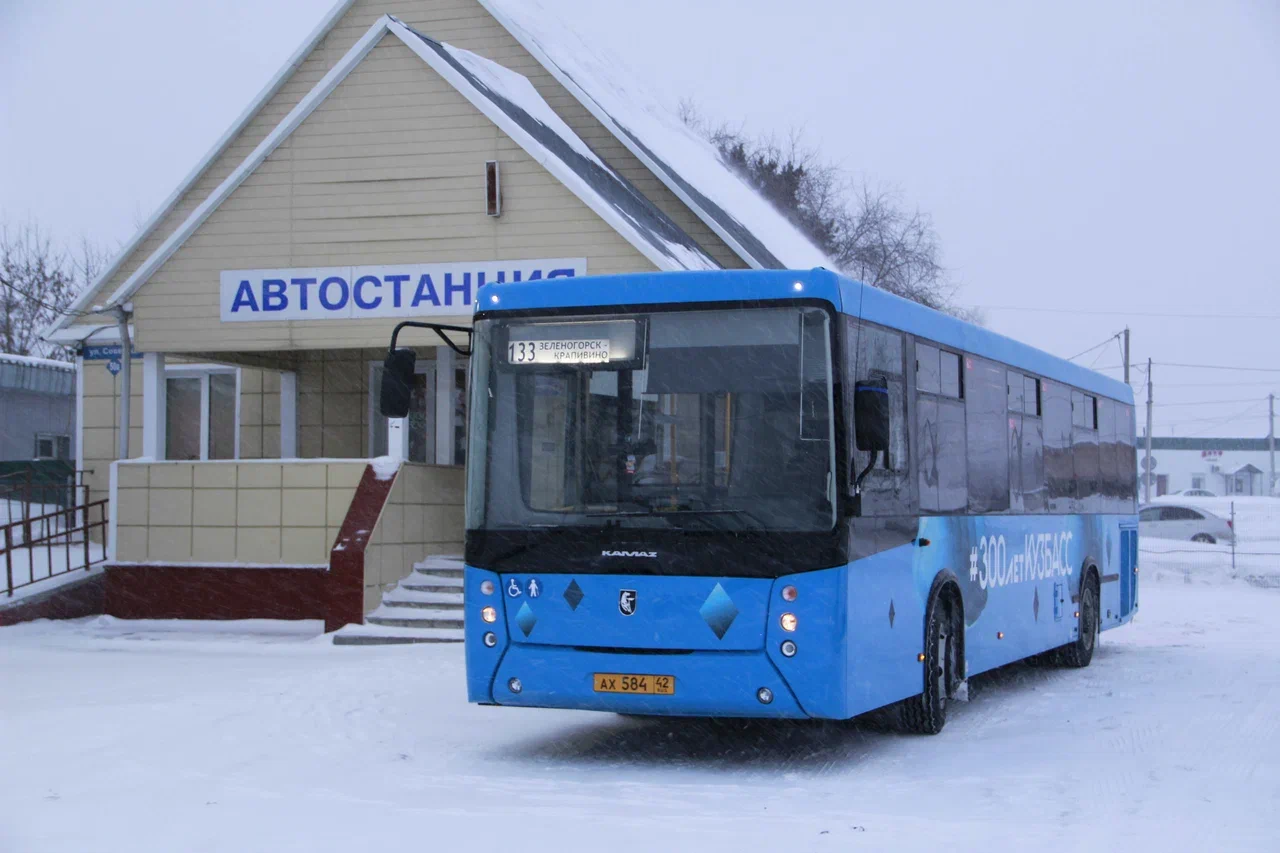 АВТОСТАНЦИЯ
133 ЗЕЛЕНОГОРСК -
КРАПИВИНО
KAMAZ
#300ЛЕТКУЗБАСС
АХ 584 42